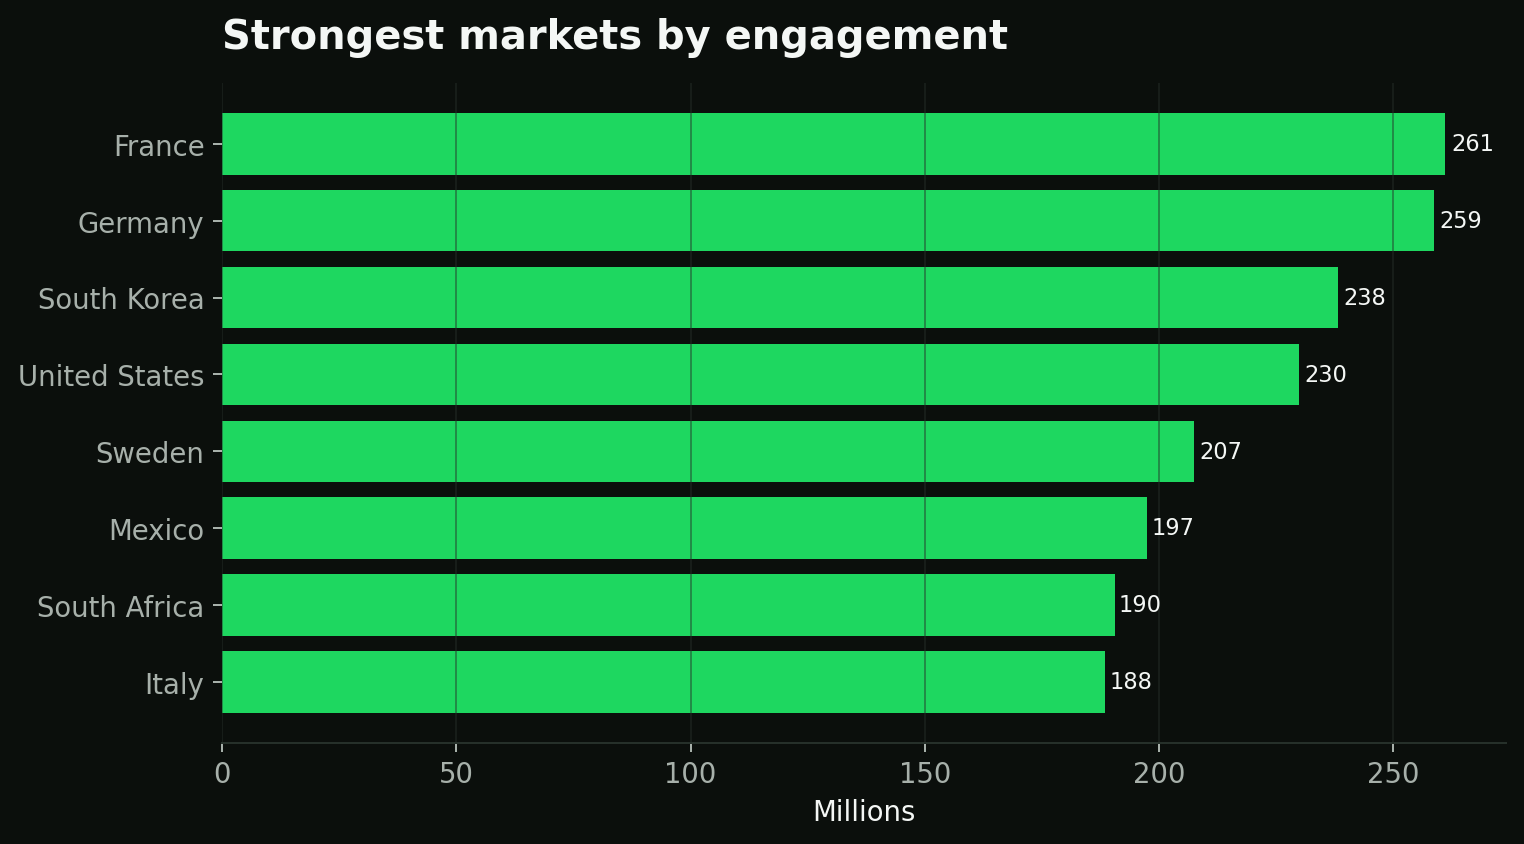 Strongest markets by engagement
France 261
Germany 259
South Korea 238
United States 230
Sweden 207
Mexico 197
South Africa 190
Italy 188
0 50 100 150 200 250
Millions